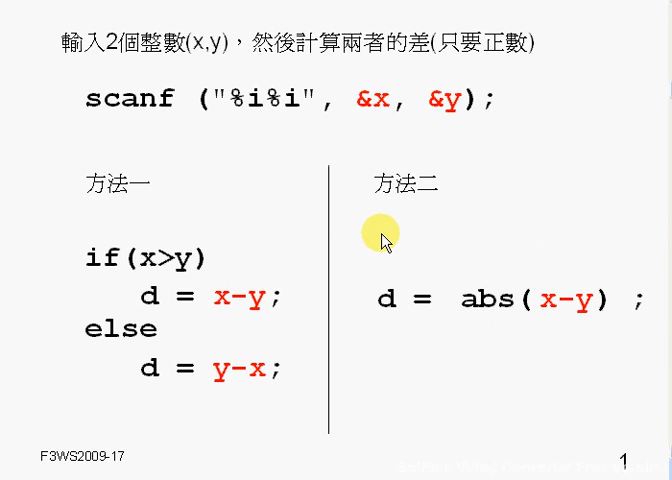 輸入2個整數(x,y)，然後計算兩者的差(只要正數)
scanf ("%i%i", &x, &y);
方法一
if(x>y)
d = x-y;
else
d = y-x;
方法二
d = abs(x-y) ;
F3WS2009-17
1